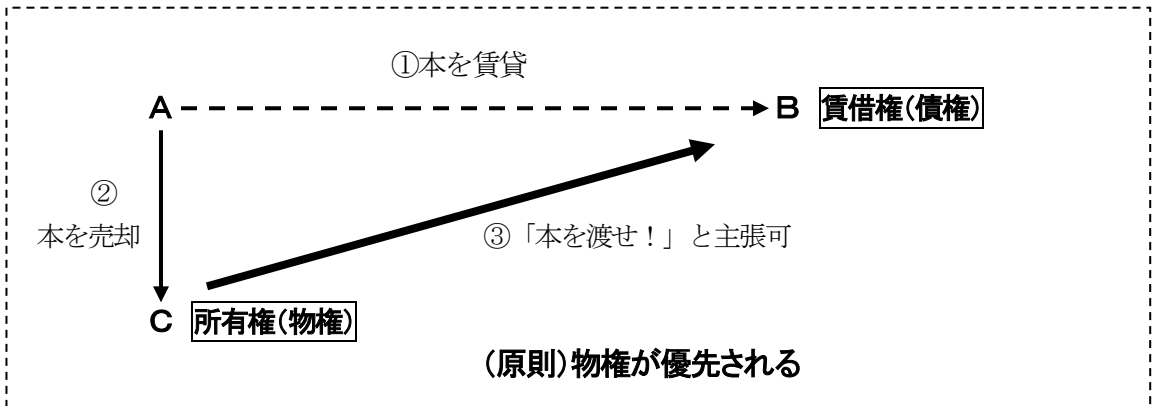 ①本を賃貸
A
B
賃借権(債権)
②
本を売却
③「本を渡せ!」と主張可
C
所有権(物権)
(原則)物権が優先される